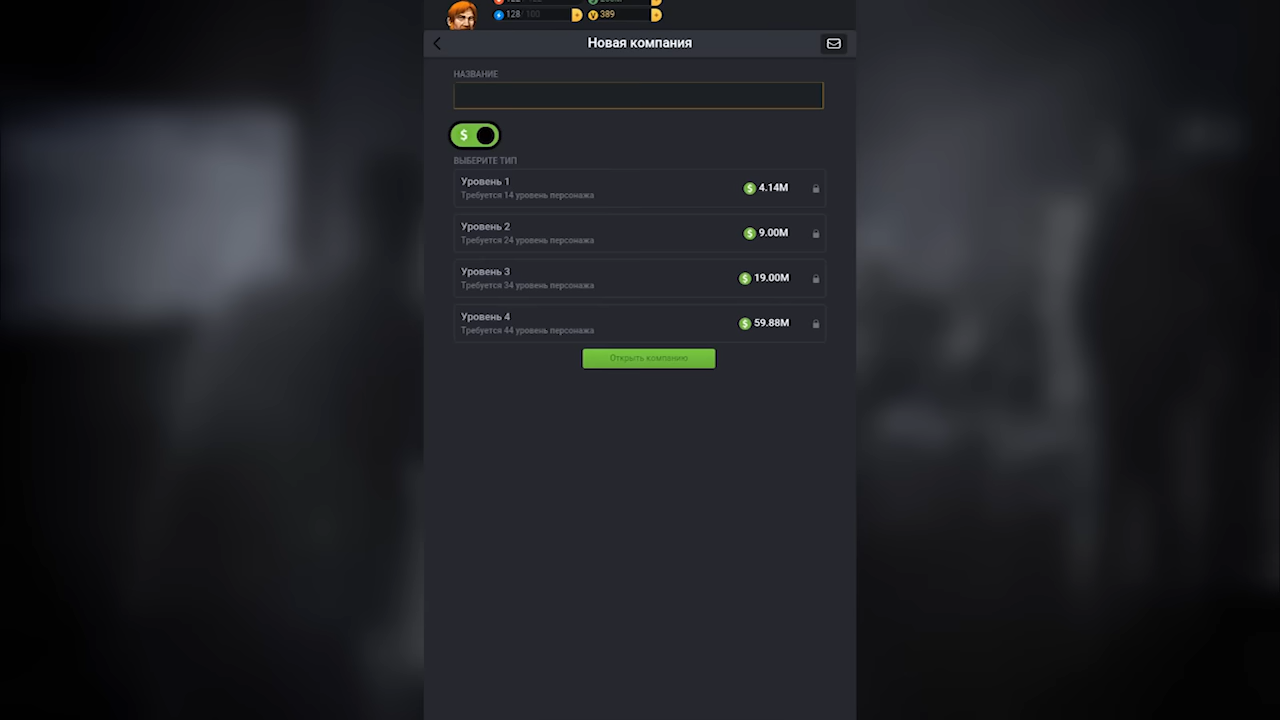 128/100
389
Новая компания
НАЗВАНИЕ
$
ВЫБЕРИТЕ ТИП
Уровень 1
$ 4.14M
Требуется 14 уровень персонажа
Уровень 2
$ 9.00M
Требуется 24 уровень персонажа
Уровень 3
$ 19.00M
Требуется 34 уровень персонажа
Уровень 4
$ 59.88M
Требуется 44 уровень персонажа
Открыть компанию